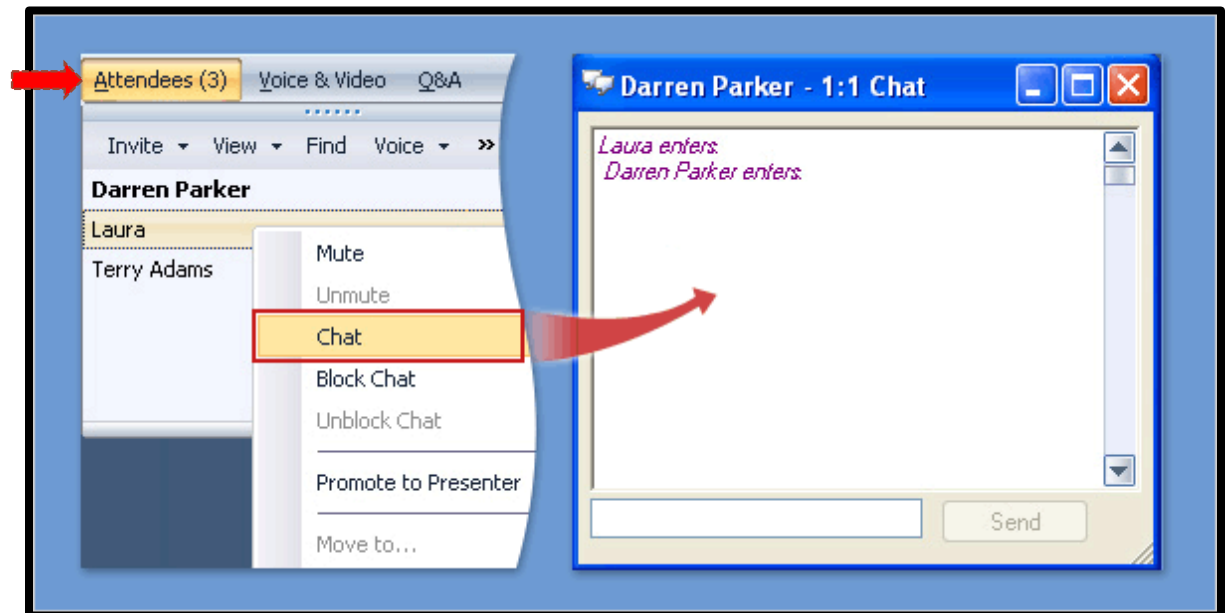 Attendees (3) Voice & Video Q&A
Invite View Find Voice »
Darren Parker
Laura
Terry Adams
Mute
Unmute
Chat
Block Chat
Unblock Chat
Promote to Presenter
Move to...
Darren Parker - 1:1 Chat
Laura enters.
Darren Parker enters.
Send